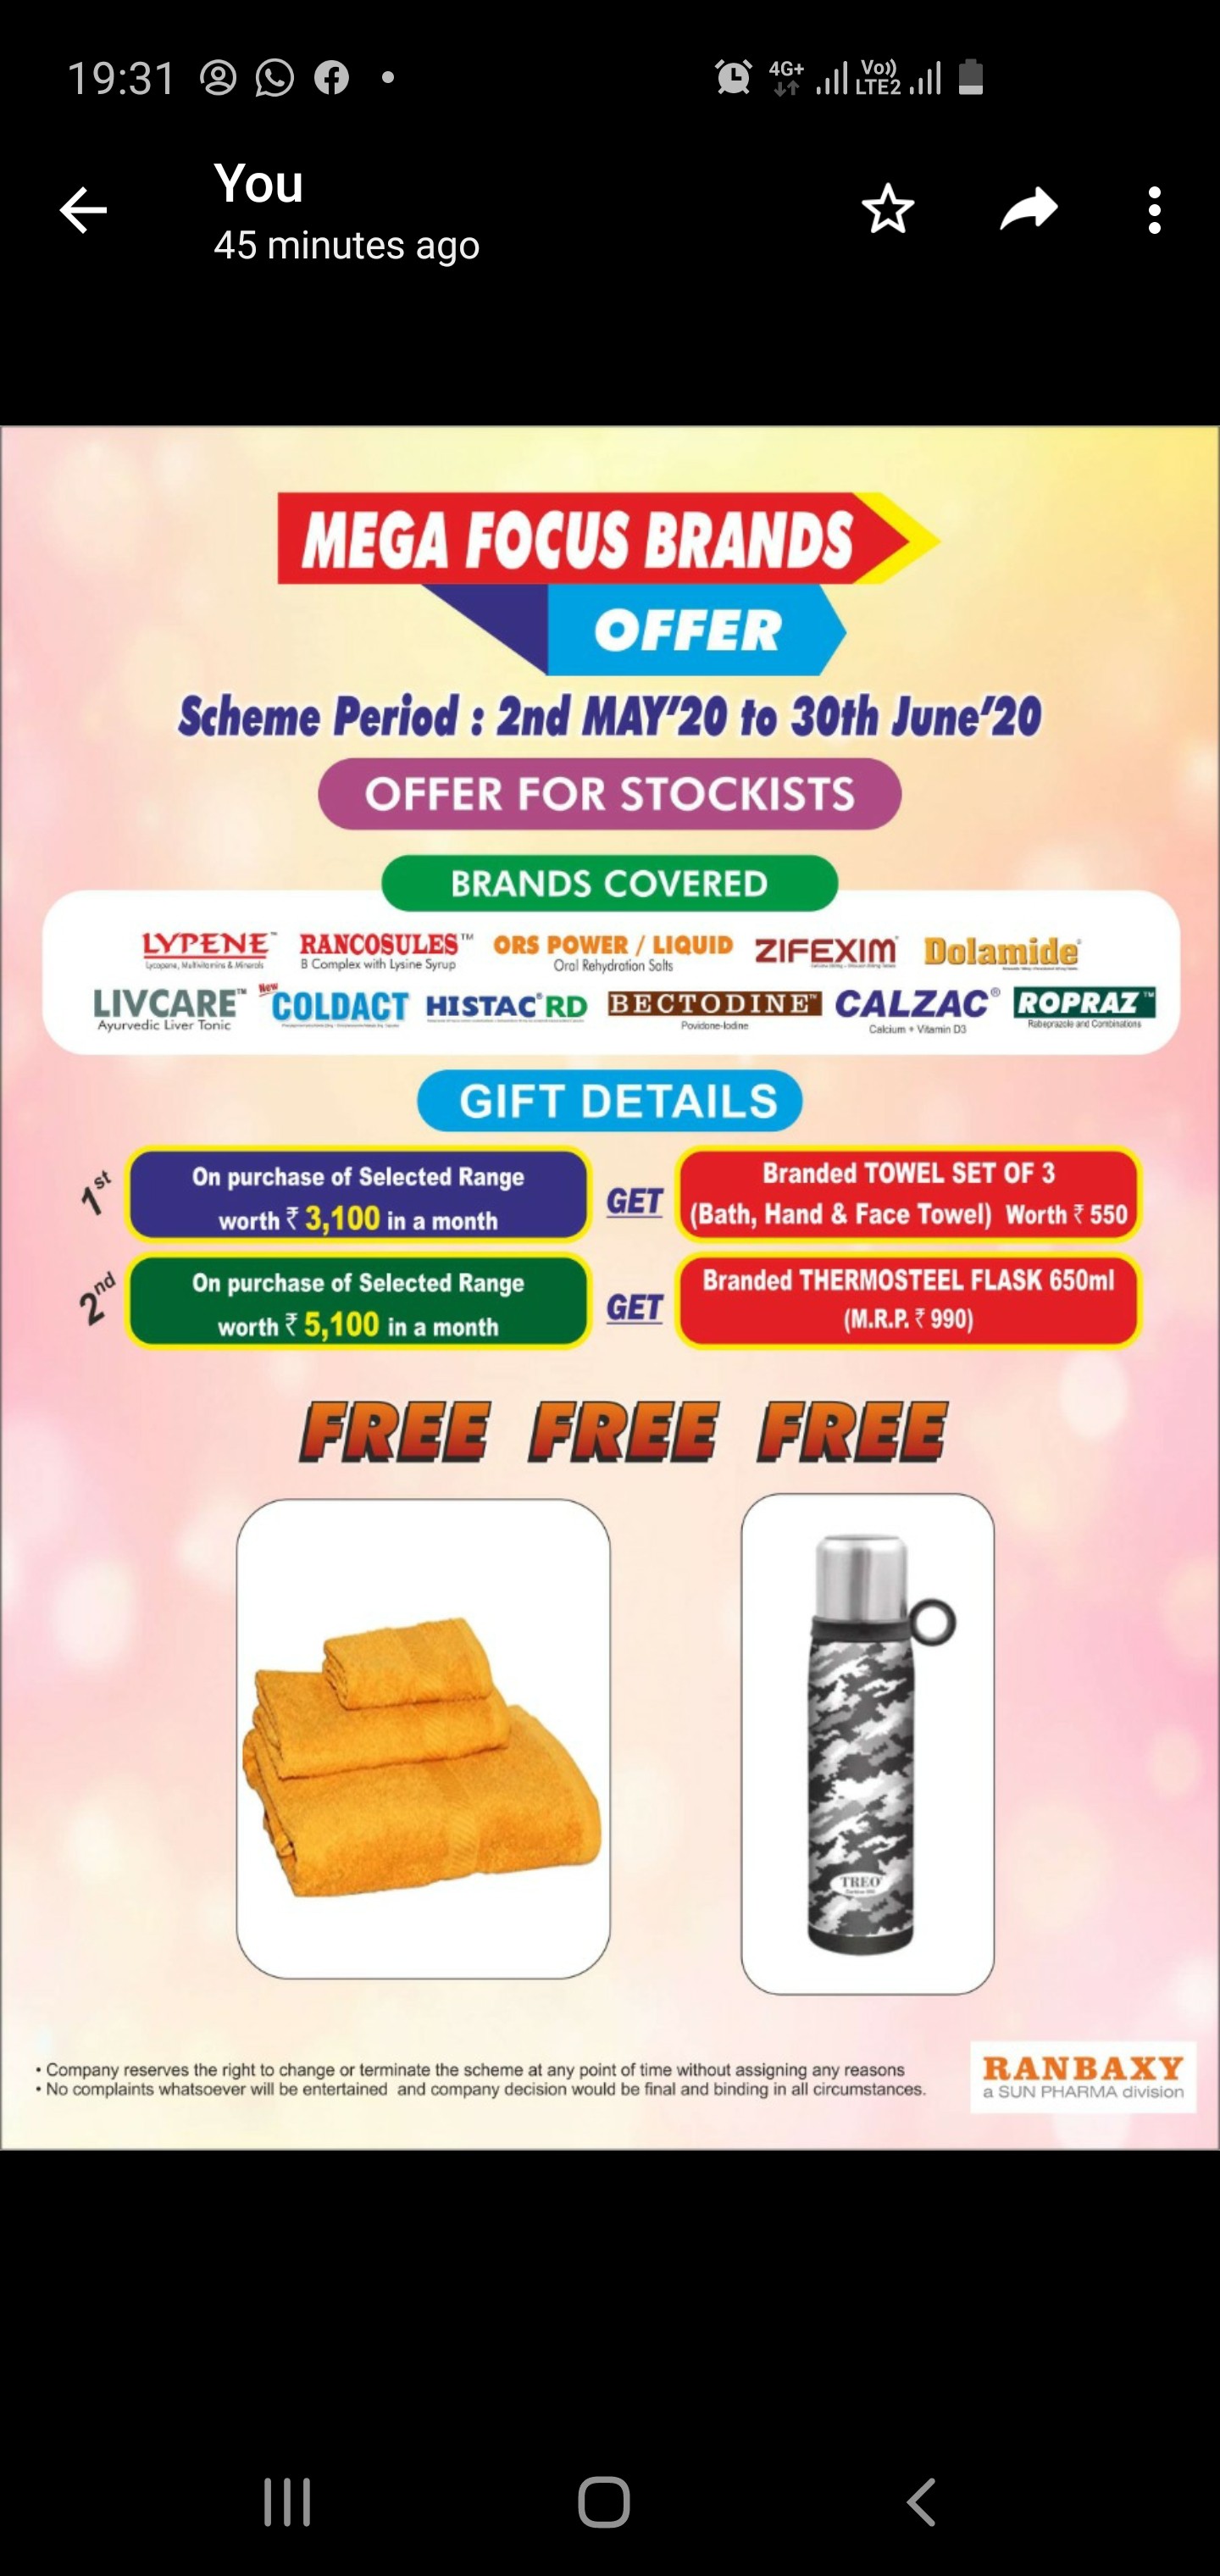 19:31
4G+
Vo))
LTE2
You
45 minutes ago
MEGA FOCUS BRANDS
OFFER
Scheme Period : 2nd MAY'20 to 30th June'20
OFFER FOR STOCKISTS
BRANDS COVERED
LYPENE™ RANCOSULES™ ORS POWER / LIQUID ZIFEXIM Dolamide
Lycopene, Multivitamins & Minerals B Complex with Lysine Syrup Oral Rehydration Salts
LIVCARE™ New COLDACT HISTAC® RD BECTODINE™ CALZAC® ROPRAZ™
Ayurvedic Liver Tonic Povidone-Iodine Calcium + Vitamin D3 Rabeprazole and Combinations
GIFT DETAILS
1st On purchase of Selected Range
worth ₹ 3,100 in a month
GET
Branded TOWEL SET OF 3
(Bath, Hand & Face Towel) Worth ₹ 550
2nd On purchase of Selected Range
worth ₹ 5,100 in a month
GET
Branded THERMOSTEEL FLASK 650ml
(M.R.P. ₹ 990)
FREE FREE FREE
TREO
• Company reserves the right to change or terminate the scheme at any point of time without assigning any reasons
• No complaints whatsoever will be entertained and company decision would be final and binding in all circumstances.
RANBAXY
a SUN PHARMA division